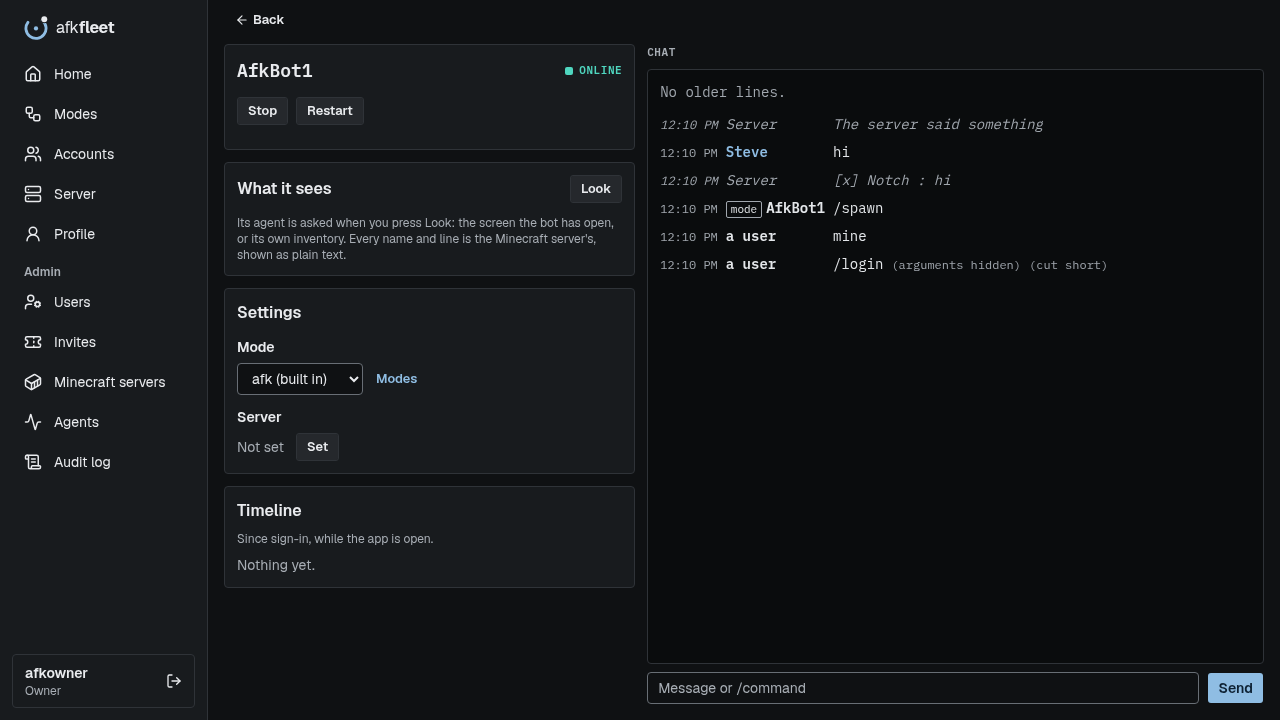 afkfleet
Home
Modes
Accounts
Server
Profile
Admin
Users
Invites
Minecraft servers
Agents
Audit log
afkowner
Owner
Back
AfkBot1
ONLINE
Stop
Restart
What it sees
Look
Its agent is asked when you press Look: the screen the bot has open,
or its own inventory. Every name and line is the Minecraft server's,
shown as plain text.
Settings
Mode
afk (built in)
Modes
Server
Not set
Set
Timeline
Since sign-in, while the app is open.
Nothing yet.
CHAT
No older lines.
12:10 PM Server The server said something
12:10 PM Steve hi
12:10 PM Server [x] Notch : hi
12:10 PM mode AfkBot1 /spawn
12:10 PM a user mine
12:10 PM a user /login (arguments hidden) (cut short)
Message or /command
Send